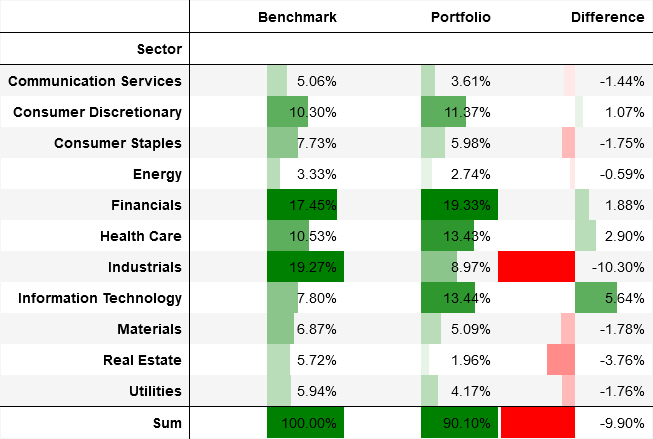 Benchmark Portfolio Difference
Sector
Communication Services 5.06% 3.61% -1.44%
Consumer Discretionary 10.30% 11.37% 1.07%
Consumer Staples 7.73% 5.98% -1.75%
Energy 3.33% 2.74% -0.59%
Financials 17.45% 19.33% 1.88%
Health Care 10.53% 13.43% 2.90%
Industrials 19.27% 8.97% -10.30%
Information Technology 7.80% 13.44% 5.64%
Materials 6.87% 5.09% -1.78%
Real Estate 5.72% 1.96% -3.76%
Utilities 5.94% 4.17% -1.76%
Sum 100.00% 90.10% -9.90%